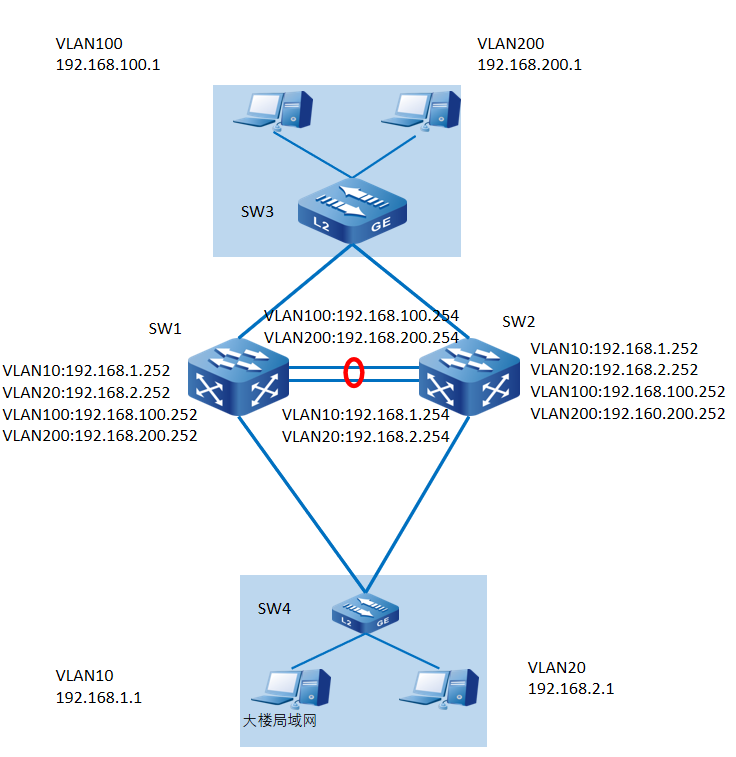 VLAN100
192.168.100.1
VLAN200
192.168.200.1
SW3
L2 GE
VLAN100:192.168.100.254
VLAN200:192.168.200.254
SW1
SW2
VLAN10:192.168.1.252
VLAN20:192.168.2.252
VLAN100:192.168.100.252
VLAN200:192.168.200.252
VLAN10:192.168.1.252
VLAN20:192.168.2.252
VLAN100:192.168.100.252
VLAN200:192.160.200.252
VLAN10:192.168.1.254
VLAN20:192.168.2.254
SW4
L2 GE
VLAN10
192.168.1.1
VLAN20
192.168.2.1
大楼局域网